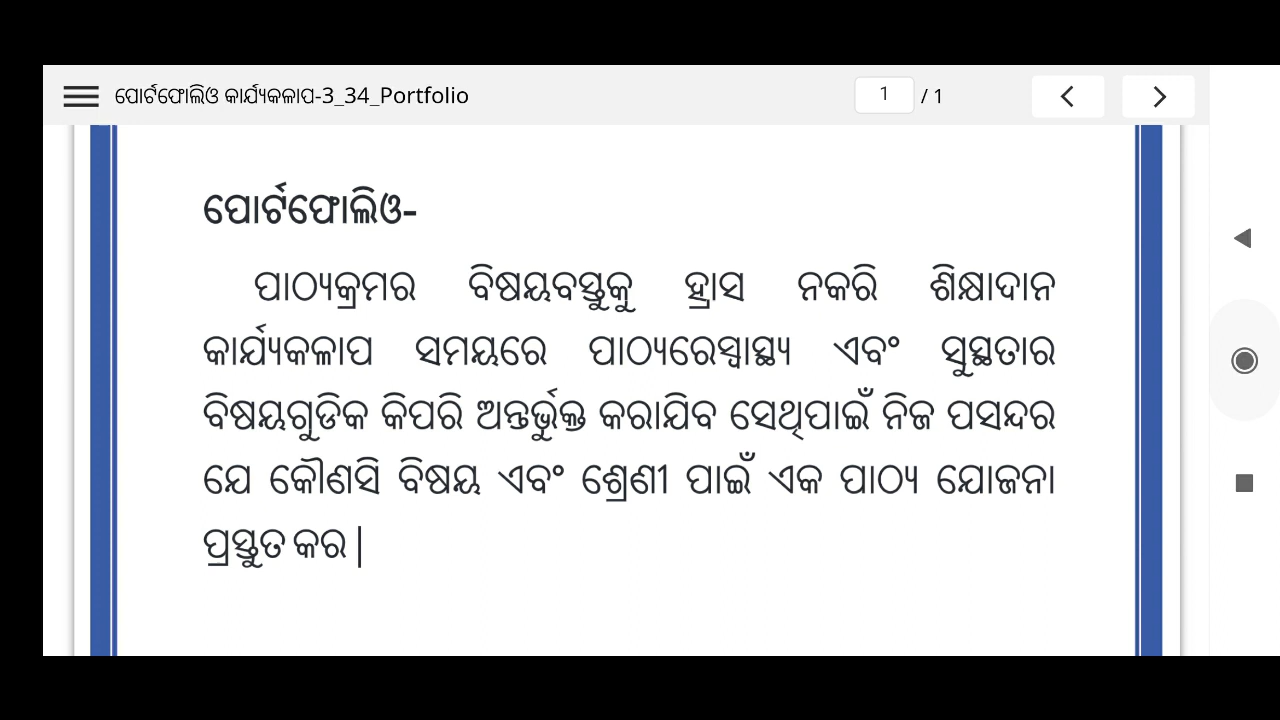 ପୋର୍ଟଫୋଲିଓ କାର୍ଯ୍ୟକଳାପ-3_34_Portfolio
1 / 1
ପୋର୍ଟଫୋଲିଓ-
ପାଠ୍ୟକ୍ରମର ବିଷୟବସ୍ତୁକୁ ହ୍ରାସ ନକରି ଶିକ୍ଷାଦାନ
କାର୍ଯ୍ୟକଳାପ ସମୟରେ ପାଠ୍ୟରେସ୍ୱାସ୍ଥ୍ୟ ଏବଂ ସୁସ୍ଥତାର
ବିଷୟଗୁଡିକ କିପରି ଅନ୍ତର୍ଭୁକ୍ତ କରାଯିବ ସେଥିପାଇଁ ନିଜ ପସନ୍ଦର
ଯେ କୌଣସି ବିଷୟ ଏବଂ ଶ୍ରେଣୀ ପାଇଁ ଏକ ପାଠ୍ୟ ଯୋଜନା
ପ୍ରସ୍ତୁତ କର |